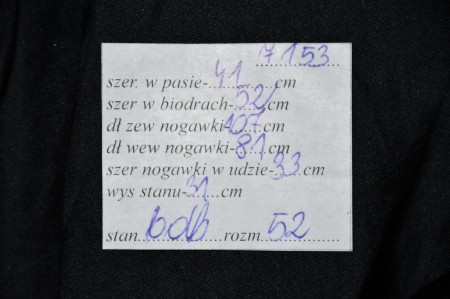 7153
szer. w pasie- 41 cm
szer w biodrach- 52 cm
dł zew nogawki- 107 cm
dł wew nogawki- 81 cm
szer nogawki w udzie- 33 cm
wys stanu- 31 cm
stan bdb rozm. 52